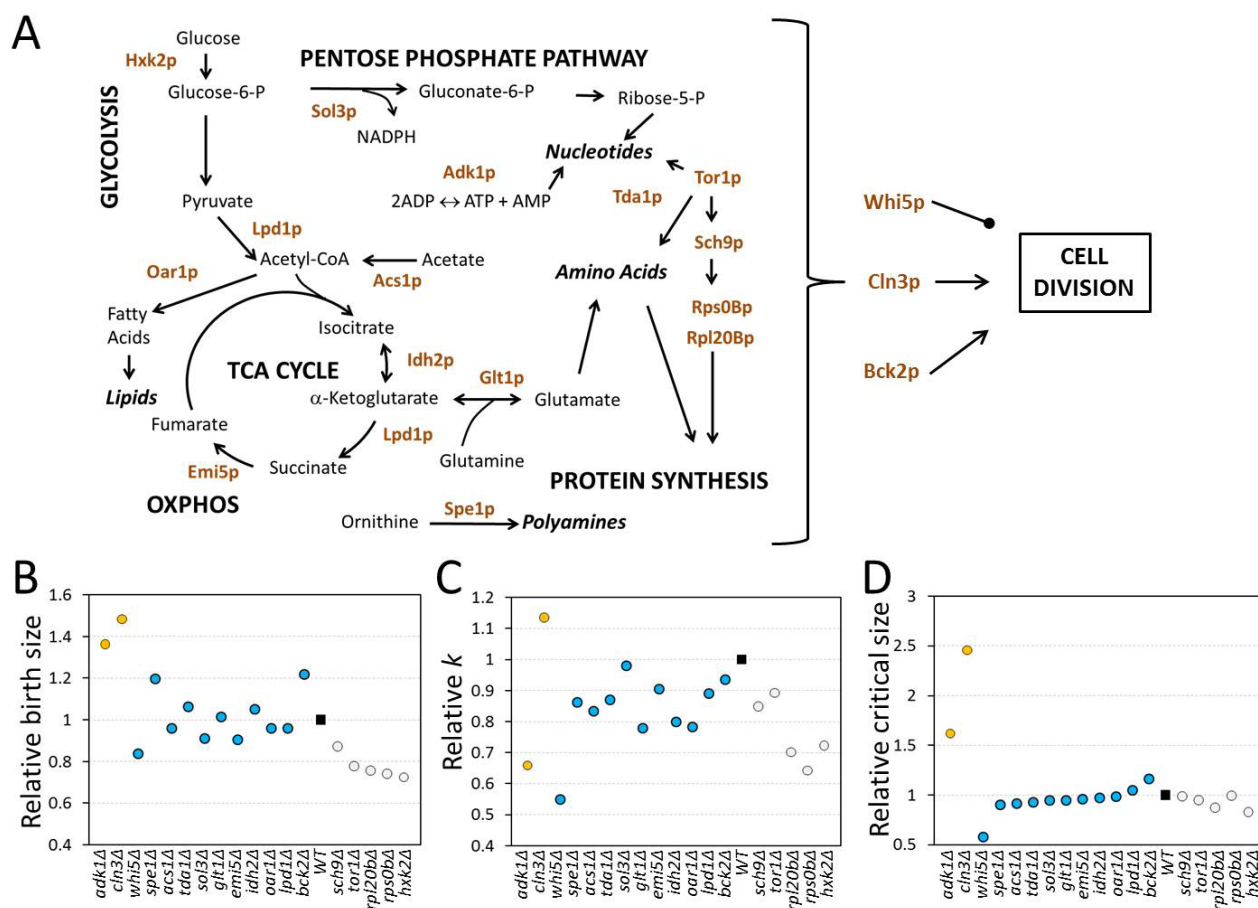 A
Glucose
Hxk2p
Glucose-6-P
PENTOSE PHOSPHATE PATHWAY
Gluconate-6-P
Ribose-5-P
Sol3p
NADPH
GLYCOLYSIS
Nucleotides
Adk1p
2ADP ↔ ATP + AMP
Tor1p
Tda1p
Pyruvate
Lpd1p
Sch9p
Oar1p
Acetyl-CoA
Acetate
Acs1p
Amino Acids
Fatty
Acids
Isocitrate
Rps0Bp
Rpl20Bp
Lipids
TCA CYCLE
Idh2p
Glt1p
α-Ketoglutarate
Glutamate
Fumarate
Lpd1p
Emi5p
Succinate
Glutamine
OXPHOS
PROTEIN SYNTHESIS
Ornithine
Spe1p
Polyamines
Whi5p
Cln3p
Bck2p
CELL
DIVISION
B
Relative birth size
1.6
1.4
1.2
1
0.8
0.6
0.4
adk1Δ
cln3Δ
whi5Δ
spe1Δ
acs1Δ
tda1Δ
sol3Δ
glt1Δ
emi5Δ
idh2Δ
oar1Δ
lpd1Δ
bck2Δ
WT
sch9Δ
tor1Δ
rpl20bΔ
rps0bΔ
hxk2Δ
C
Relative k
1.2
1.1
1
0.9
0.8
0.7
0.6
0.5
0.4
adk1Δ
cln3Δ
whi5Δ
spe1Δ
acs1Δ
tda1Δ
sol3Δ
glt1Δ
emi5Δ
idh2Δ
oar1Δ
lpd1Δ
bck2Δ
WT
sch9Δ
tor1Δ
rpl20bΔ
rps0bΔ
hxk2Δ
D
Relative critical size
3
2.5
2
1.5
1
0.5
adk1Δ
cln3Δ
whi5Δ
spe1Δ
acs1Δ
tda1Δ
sol3Δ
glt1Δ
emi5Δ
idh2Δ
oar1Δ
lpd1Δ
bck2Δ
WT
sch9Δ
tor1Δ
rpl20bΔ
rps0bΔ
hxk2Δ